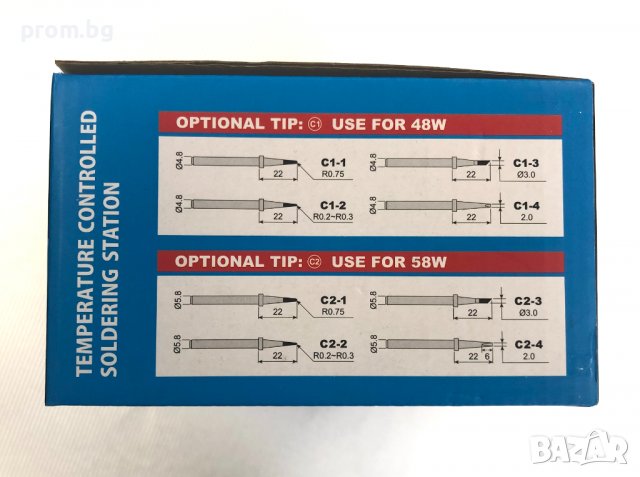 prom.bg
TEMPERATURE CONTROLLED
SOLDERING STATION
OPTIONAL TIP: C1 USE FOR 48W
Ø4.8
22
C1-1
R0.75
Ø4.8
22
C1-3
Ø3.0
Ø4.8
22
C1-2
R0.2~R0.3
Ø4.8
22
C1-4
2.0
OPTIONAL TIP: C2 USE FOR 58W
Ø5.8
22
C2-1
R0.75
Ø5.8
22
C2-3
Ø3.0
Ø5.8
22
C2-2
R0.2~R0.3
Ø5.8
22
6
C2-4
2.0
BAZAR